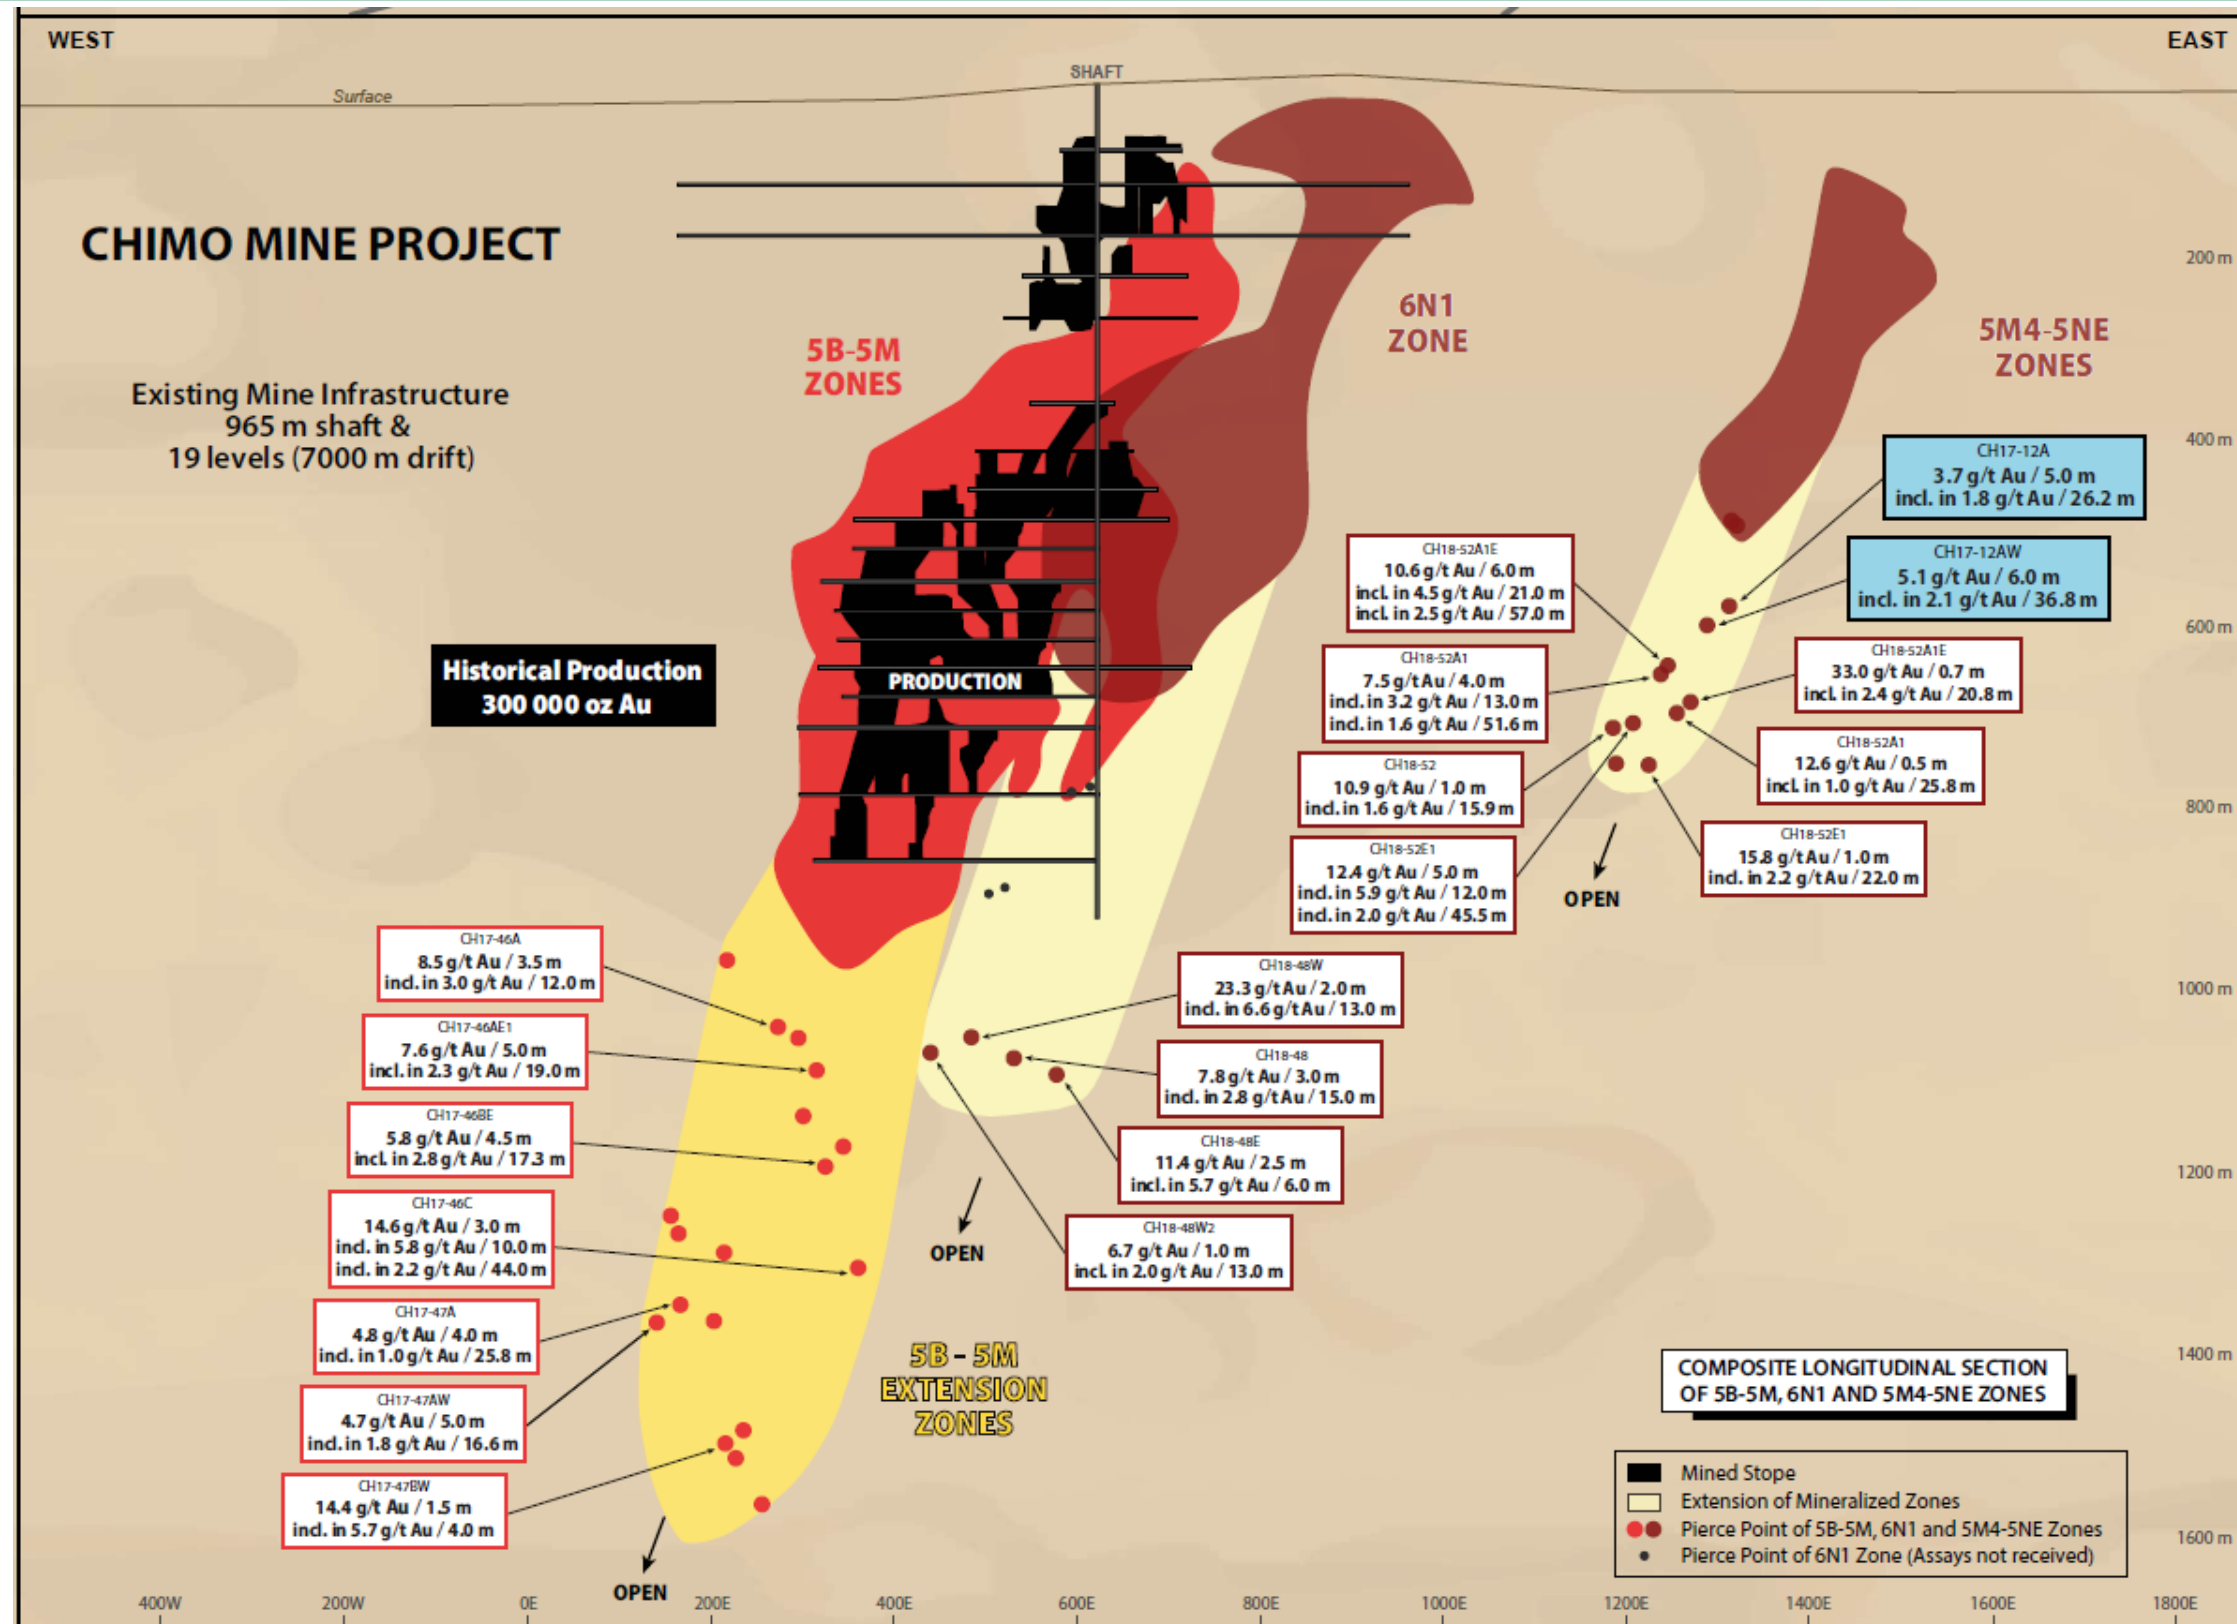 WEST
EAST
SHAFT
Surface
CHIMO MINE PROJECT
200 m
6N1
ZONE
5M4-5NE
ZONES
5B-5M
ZONES
Existing Mine Infrastructure
965 m shaft &
19 levels (7000 m drift)
400 m
CH17-12A
3.7 g/t Au / 5.0 m
incl. in 1.8 g/t Au / 26.2 m
CH17-12AW
5.1 g/t Au / 6.0 m
incl. in 2.1 g/t Au / 36.8 m
CH18-52A1E
10.6 g/t Au / 6.0 m
incl. in 4.5 g/t Au / 21.0 m
incl. in 2.5 g/t Au / 57.0 m
600 m
CH18-52A1E
33.0 g/t Au / 0.7 m
incl. in 2.4 g/t Au / 20.8 m
CH18-52A1
7.5 g/t Au / 4.0 m
incl. in 3.2 g/t Au / 13.0 m
incl. in 1.6 g/t Au / 51.6 m
Historical Production
300 000 oz Au
PRODUCTION
CH18-52A1
12.6 g/t Au / 0.5 m
incl. in 1.0 g/t Au / 25.8 m
CH18-52
10.9 g/t Au / 1.0 m
incl. in 1.6 g/t Au / 15.9 m
800 m
CH18-52E1
15.8 g/t Au / 1.0 m
incl. in 2.2 g/t Au / 22.0 m
CH18-52E1
12.4 g/t Au / 5.0 m
incl. in 5.9 g/t Au / 12.0 m
incl. in 2.0 g/t Au / 45.5 m
OPEN
CH17-46A
8.5 g/t Au / 3.5 m
incl. in 3.0 g/t Au / 12.0 m
CH18-48W
23.3 g/t Au / 2.0 m
incl. in 6.6 g/t Au / 13.0 m
1000 m
CH17-46AE1
7.6 g/t Au / 5.0 m
incl. in 2.3 g/t Au / 19.0 m
CH18-48
7.8 g/t Au / 3.0 m
incl. in 2.8 g/t Au / 15.0 m
CH17-46BE
5.8 g/t Au / 4.5 m
incl. in 2.8 g/t Au / 17.3 m
CH18-48E
11.4 g/t Au / 2.5 m
incl. in 5.7 g/t Au / 6.0 m
1200 m
CH17-46C
14.6 g/t Au / 3.0 m
incl. in 5.8 g/t Au / 10.0 m
incl. in 2.2 g/t Au / 44.0 m
OPEN
CH18-48W2
6.7 g/t Au / 1.0 m
incl. in 2.0 g/t Au / 13.0 m
CH17-47A
4.8 g/t Au / 4.0 m
incl. in 1.0 g/t Au / 25.8 m
1400 m
5B - 5M
EXTENSION
ZONES
COMPOSITE LONGITUDINAL SECTION
OF 5B-5M, 6N1 AND 5M4-5NE ZONES
CH17-47AW
4.7 g/t Au / 5.0 m
incl. in 1.8 g/t Au / 16.6 m
CH17-47BW
14.4 g/t Au / 1.5 m
incl. in 5.7 g/t Au / 4.0 m
Mined Stope
Extension of Mineralized Zones
Pierce Point of 5B-5M, 6N1 and 5M4-5NE Zones
Pierce Point of 6N1 Zone (Assays not received)
1600 m
OPEN
400W 200W 0E 200E 400E 600E 800E 1000E 1200E 1400E 1600E 1800E